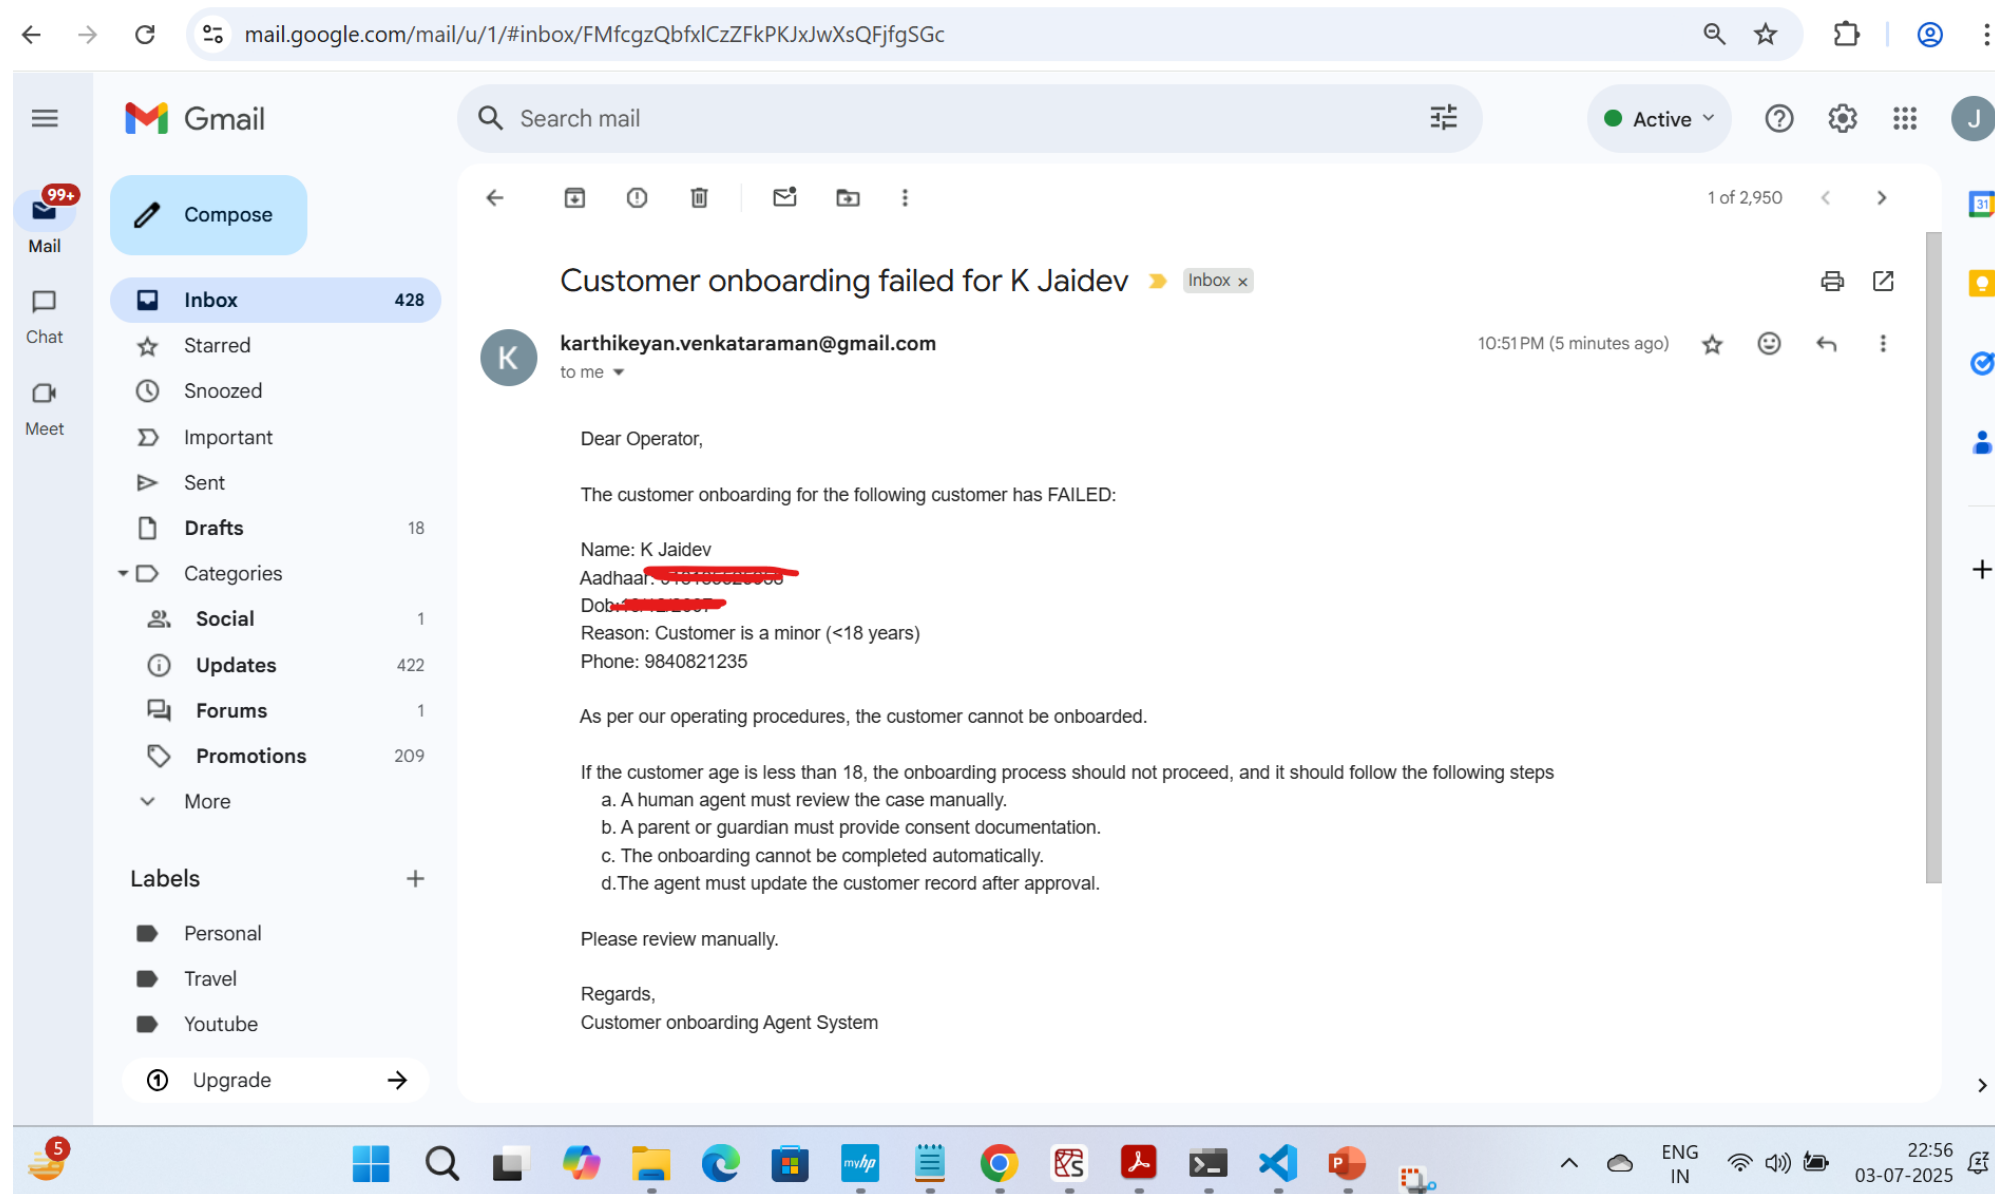 mail.google.com/mail/u/1/#inbox/FMfcgzQbfxlCzZFkPKJxJwXsQFjfgSGc
Gmail
Search mail
Active
J
99+
Mail
Chat
Meet
Compose
Inbox 428
Starred
Snoozed
Important
Sent
Drafts 18
Categories
Social 1
Updates 422
Forums 1
Promotions 209
More
Labels
Personal
Travel
Youtube
Upgrade
1 of 2,950
31
Customer onboarding failed for K Jaidev
Inbox x
K
karthikeyan.venkataraman@gmail.com
10:51 PM (5 minutes ago)
to me
Dear Operator,
The customer onboarding for the following customer has FAILED:
Name: K Jaidev
Aadhaar:
Dob:
Reason: Customer is a minor (<18 years)
Phone: 9840821235
As per our operating procedures, the customer cannot be onboarded.
If the customer age is less than 18, the onboarding process should not proceed, and it should follow the following steps
a. A human agent must review the case manually.
b. A parent or guardian must provide consent documentation.
c. The onboarding cannot be completed automatically.
d.The agent must update the customer record after approval.
Please review manually.
Regards,
Customer onboarding Agent System
5
myhp
P
ENG
IN
22:56
03-07-2025